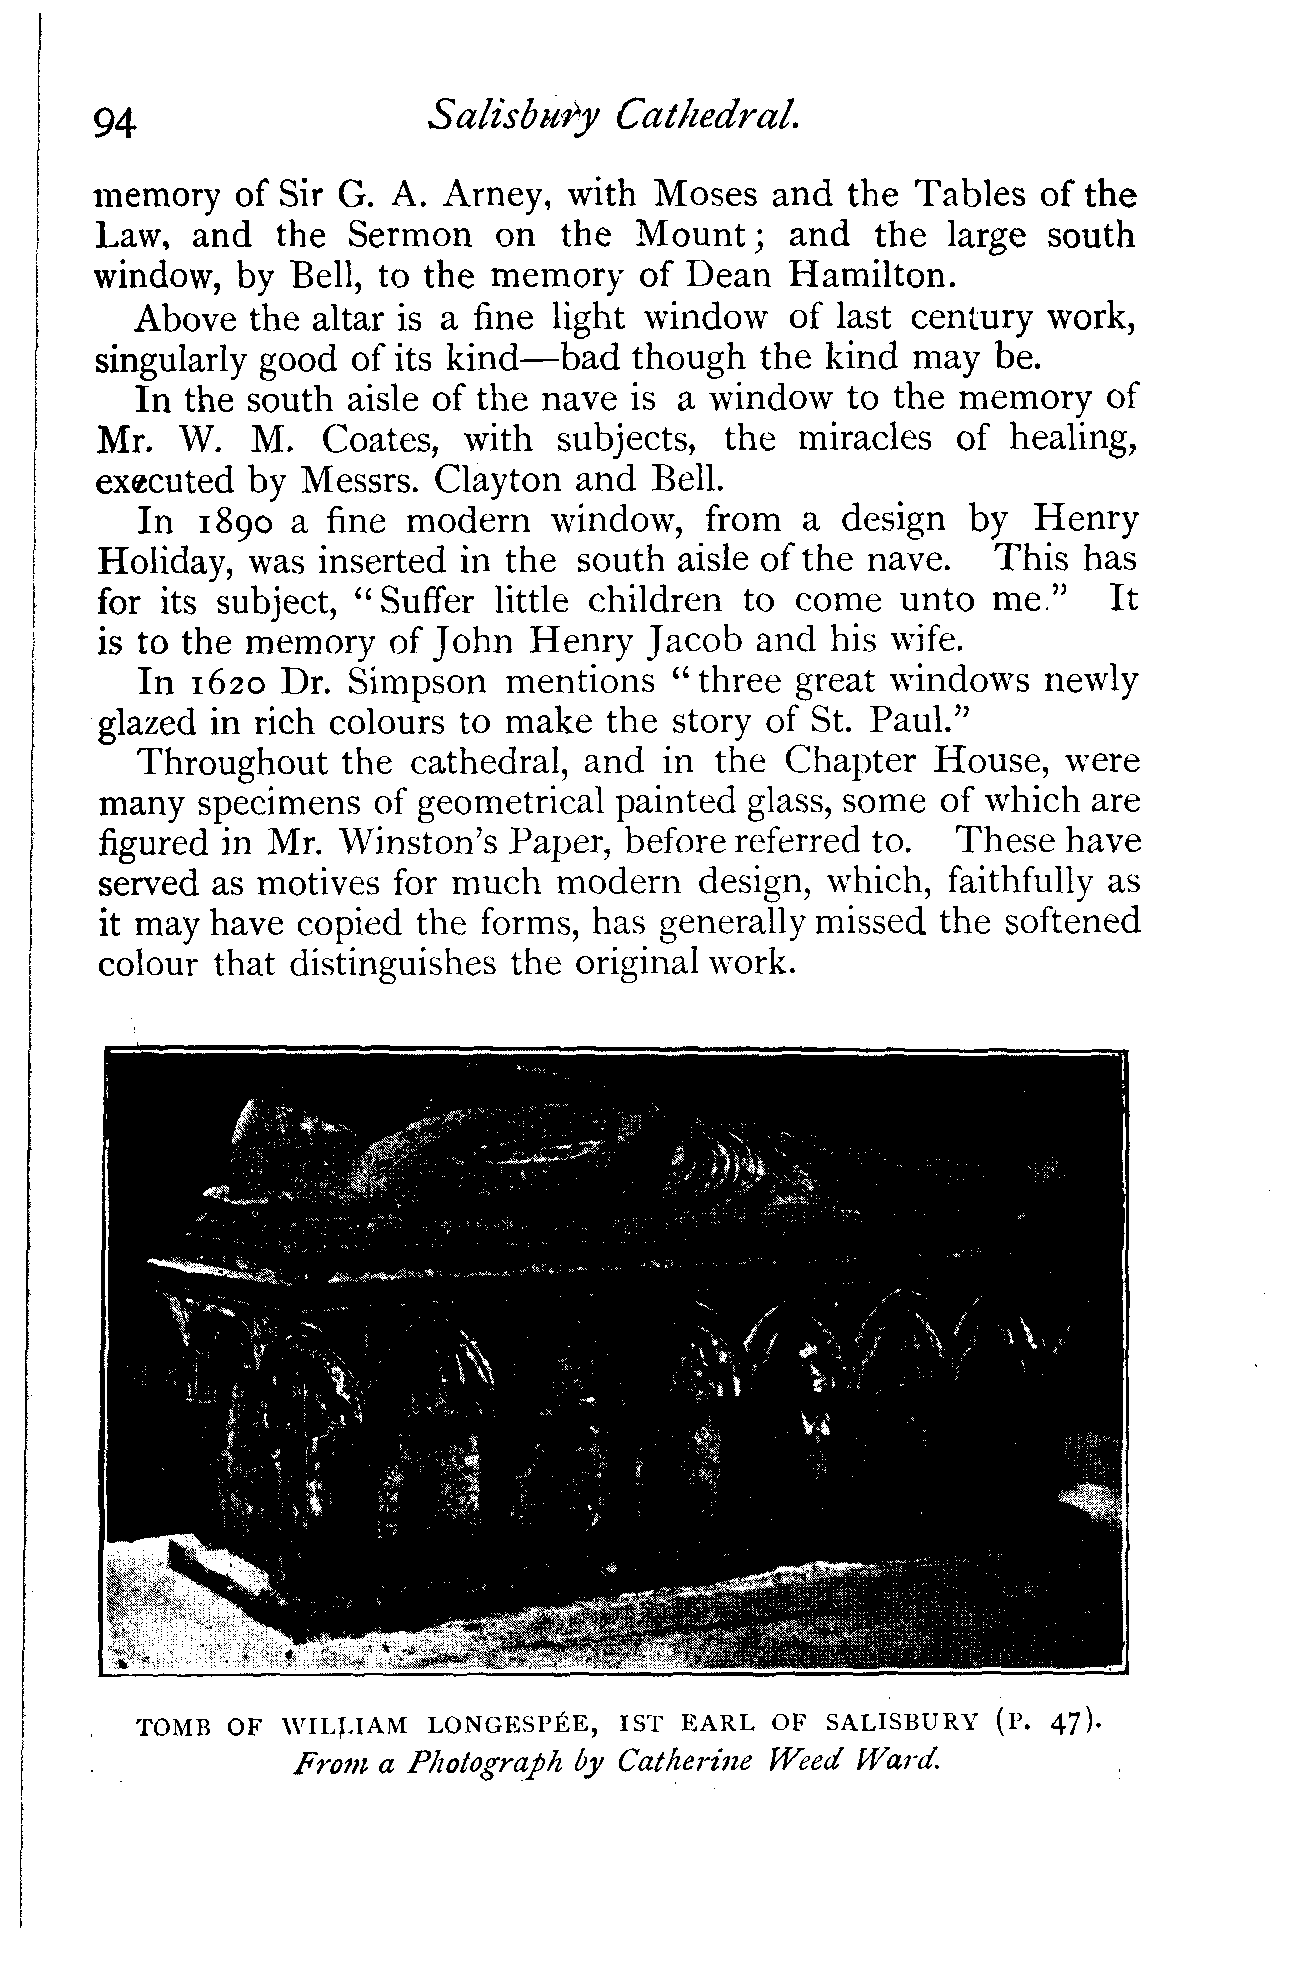 94 Salisbury Cathedral.
memory of Sir G. A. Arney, with Moses and the Tables of the
Law, and the Sermon on the Mount; and the large south
window, by Bell, to the memory of Dean Hamilton.
Above the altar is a fine light window of last century work,
singularly good of its kind—bad though the kind may be.
In the south aisle of the nave is a window to the memory of
Mr. W. M. Coates, with subjects, the miracles of healing,
executed by Messrs. Clayton and Bell.
In 1890 a fine modern window, from a design by Henry
Holiday, was inserted in the south aisle of the nave. This has
for its subject, "Suffer little children to come unto me." It
is to the memory of John Henry Jacob and his wife.
In 1620 Dr. Simpson mentions "three great windows newly
glazed in rich colours to make the story of St. Paul."
Throughout the cathedral, and in the Chapter House, were
many specimens of geometrical painted glass, some of which are
figured in Mr. Winston's Paper, before referred to. These have
served as motives for much modern design, which, faithfully as
it may have copied the forms, has generally missed the softened
colour that distinguishes the original work.
TOMB OF WILLIAM LONGESPÉE, 1ST EARL OF SALISBURY (P. 47).
From a Photograph by Catherine Weed Ward.